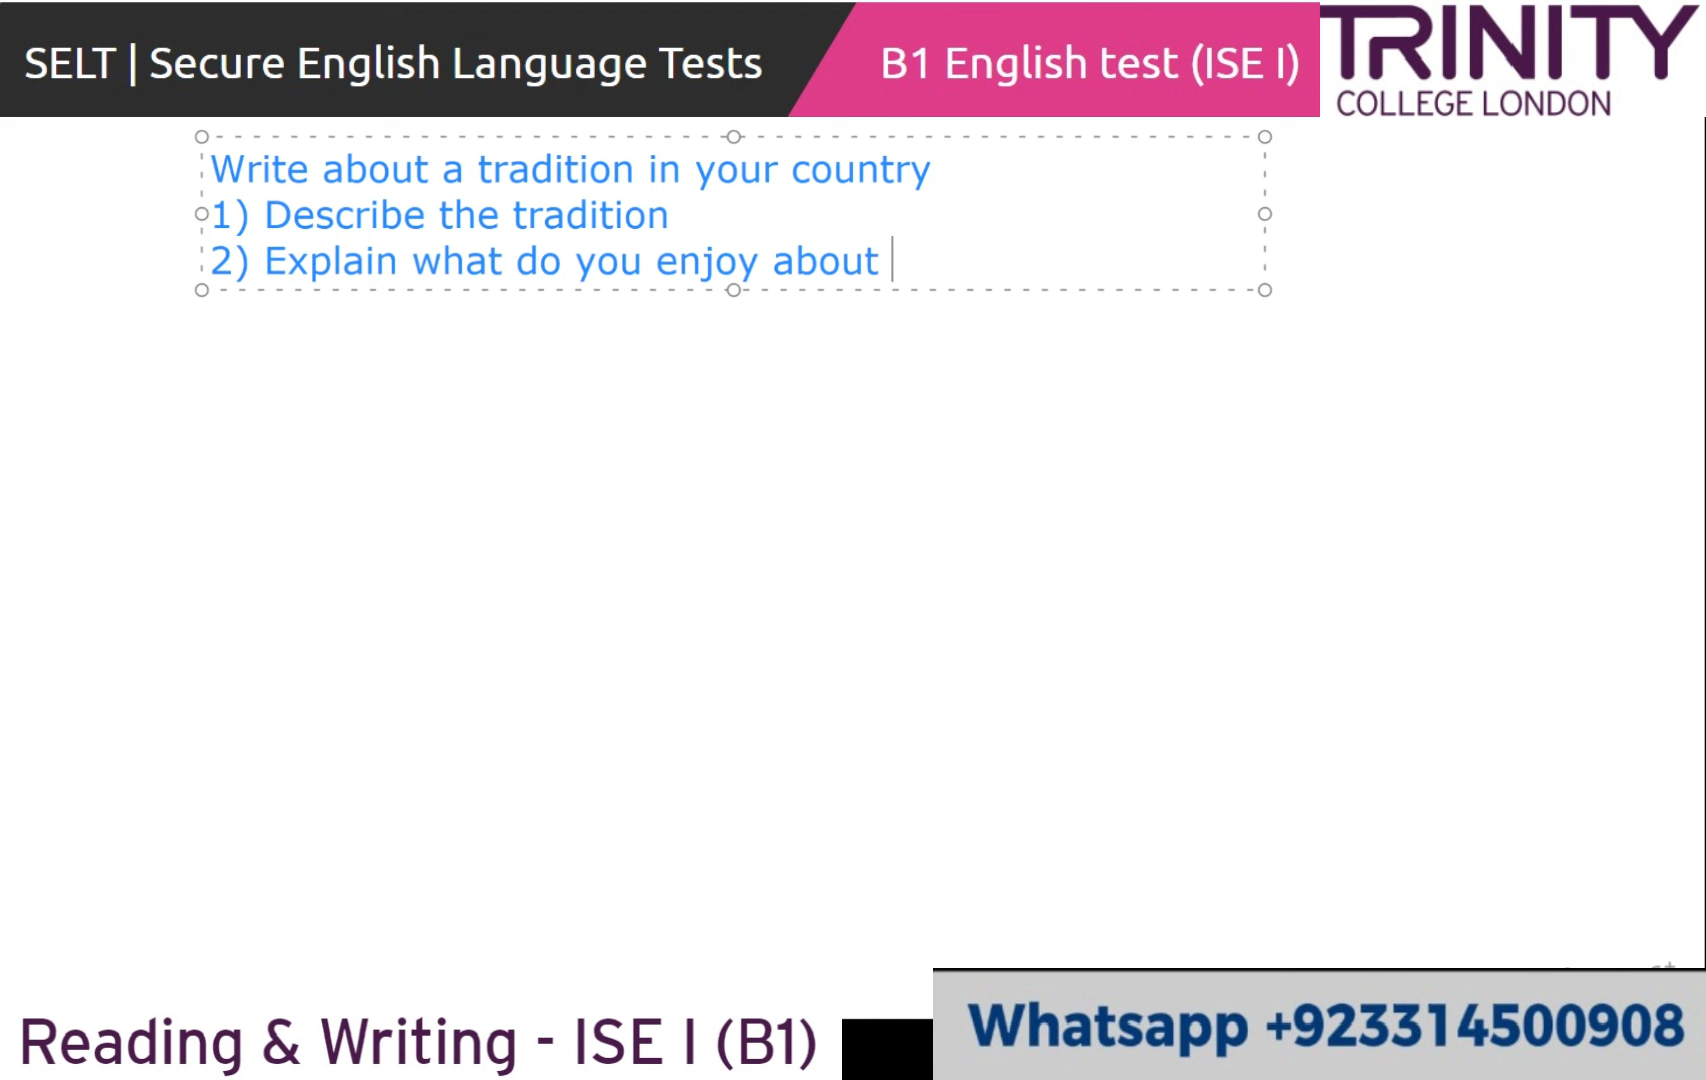 SELT | Secure English Language Tests
B1 English test (ISE I)
TRINITY
COLLEGE LONDON
Write about a tradition in your country
1) Describe the tradition
2) Explain what do you enjoy about
Reading & Writing - ISE I (B1)
Whatsapp +923314500908